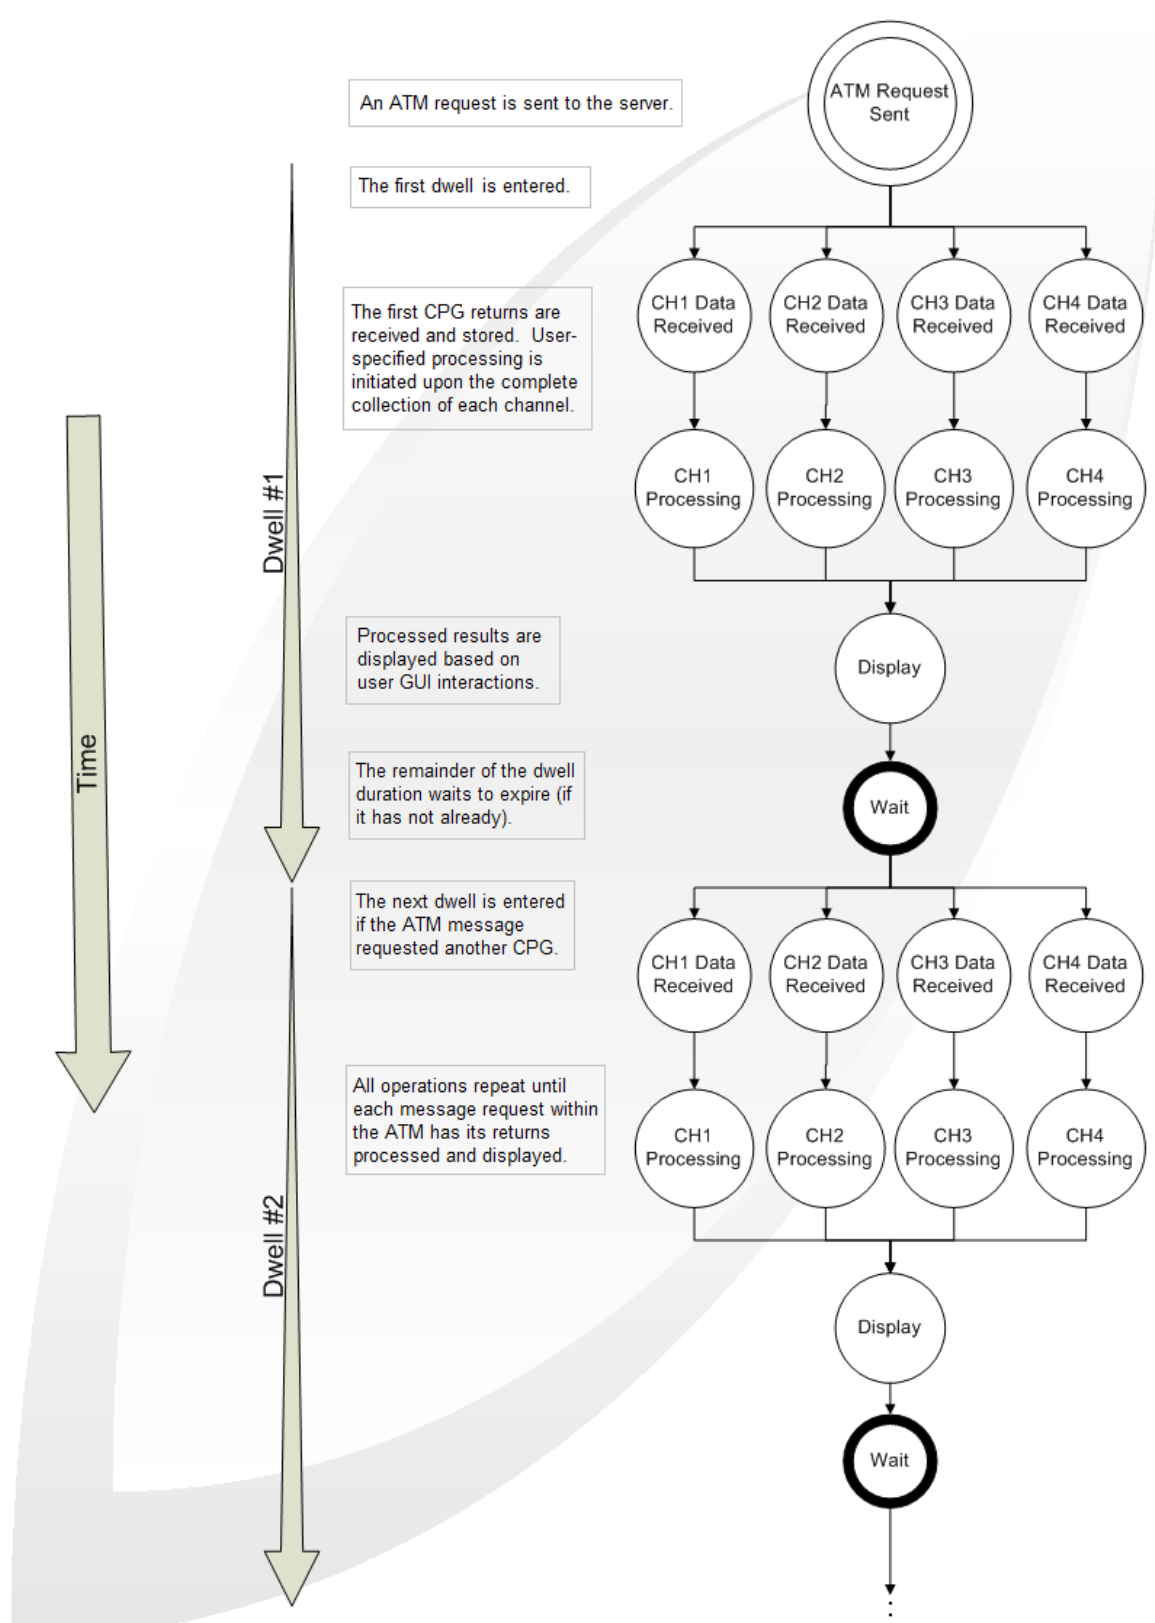 ATM Request
Sent
An ATM request is sent to the server.
The first dwell is entered.
CH1 Data
Received
CH2 Data
Received
CH3 Data
Received
CH4 Data
Received
The first CPG returns are
received and stored.  User-
specified processing is
initiated upon the complete
collection of each channel.
CH1
Processing
CH2
Processing
CH3
Processing
CH4
Processing
Dwell #1
Time
Processed results are
displayed based on
user GUI interactions.
Display
The remainder of the dwell
duration waits to expire (if
it has not already).
Wait
The next dwell is entered
if the ATM message
requested another CPG.
CH1 Data
Received
CH2 Data
Received
CH3 Data
Received
CH4 Data
Received
All operations repeat until
each message request within
the ATM has its returns
processed and displayed.
CH1
Processing
CH2
Processing
CH3
Processing
CH4
Processing
Dwell #2
Display
Wait